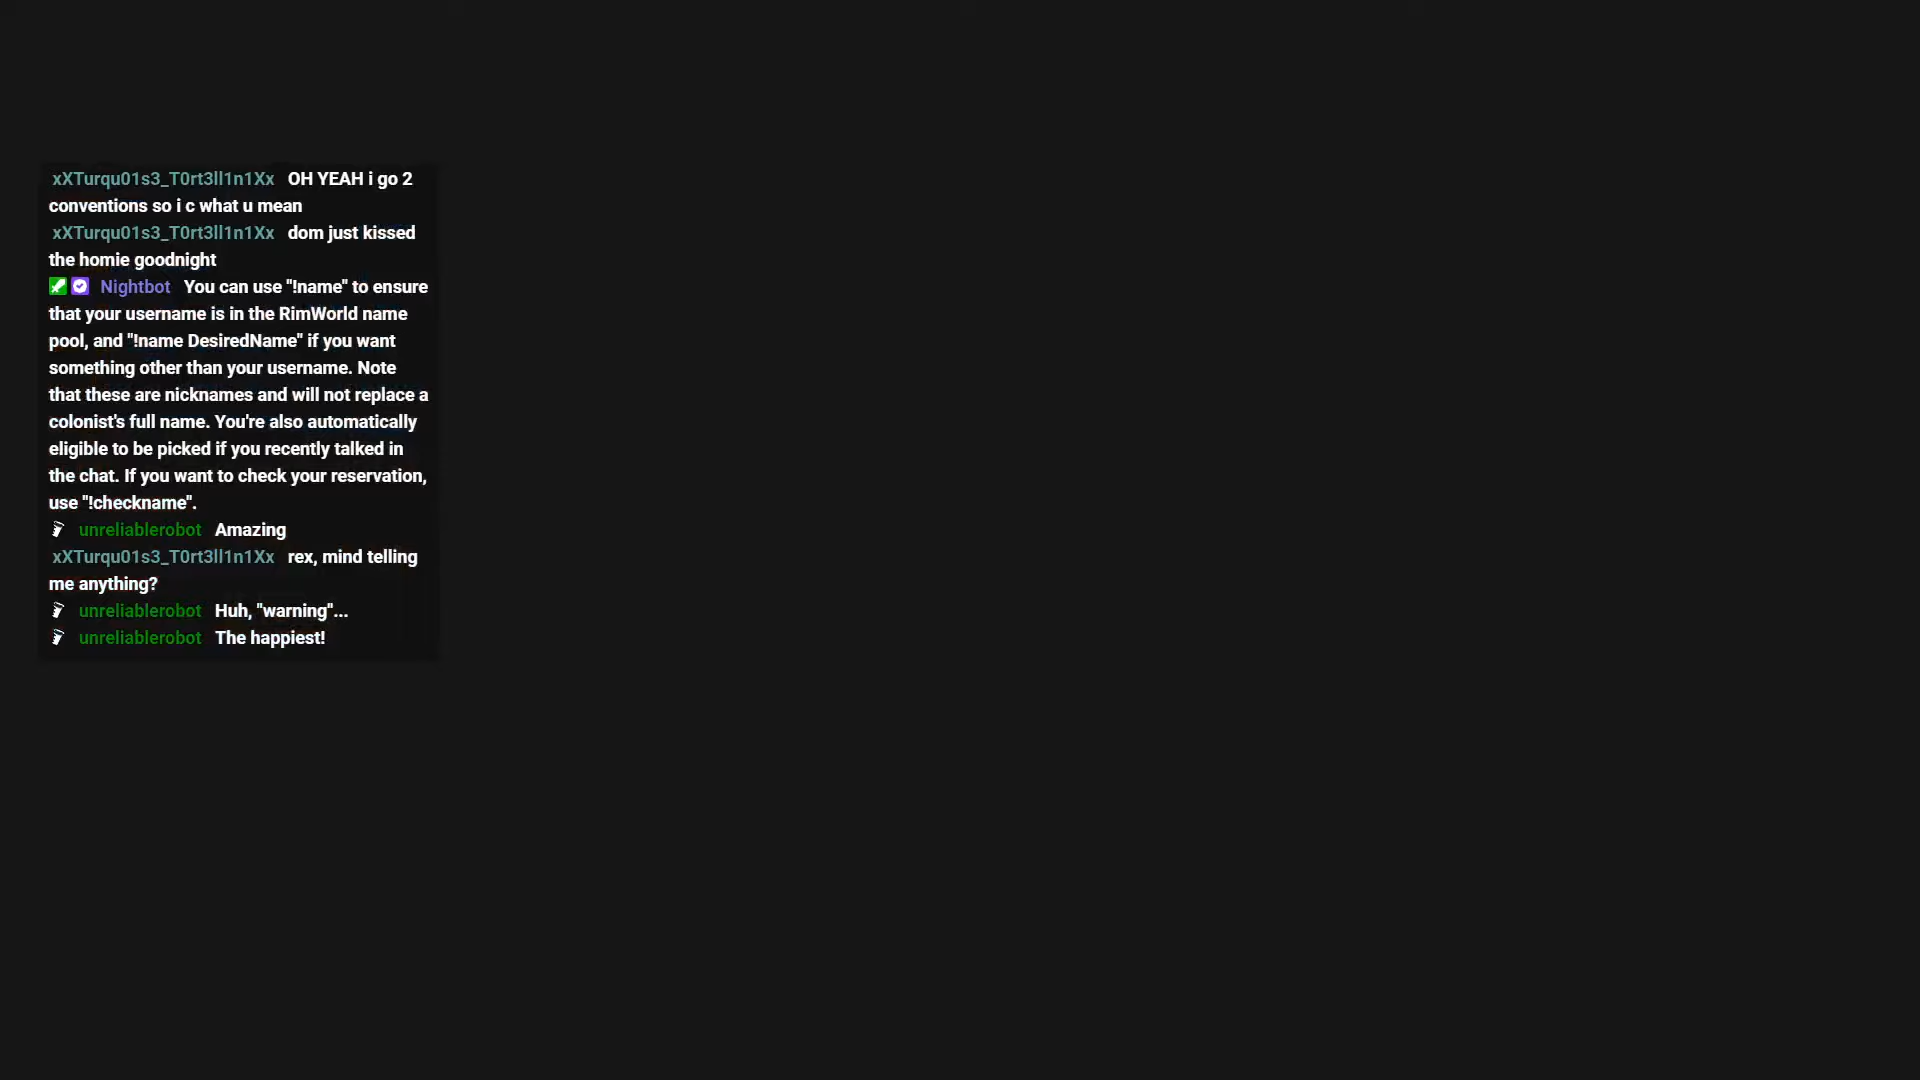 xXTurqu01s3_T0rt3ll1n1Xx OH YEAH i go 2
conventions so i c what u mean
xXTurqu01s3_T0rt3ll1n1Xx dom just kissed
the homie goodnight
Nightbot You can use "!name" to ensure
that your username is in the RimWorld name
pool, and "!name DesiredName" if you want
something other than your username. Note
that these are nicknames and will not replace a
colonist's full name. You're also automatically
eligible to be picked if you recently talked in
the chat. If you want to check your reservation,
use "!checkname".
unreliablerobot Amazing
xXTurqu01s3_T0rt3ll1n1Xx rex, mind telling
me anything?
unreliablerobot Huh, "warning"...
unreliablerobot The happiest!